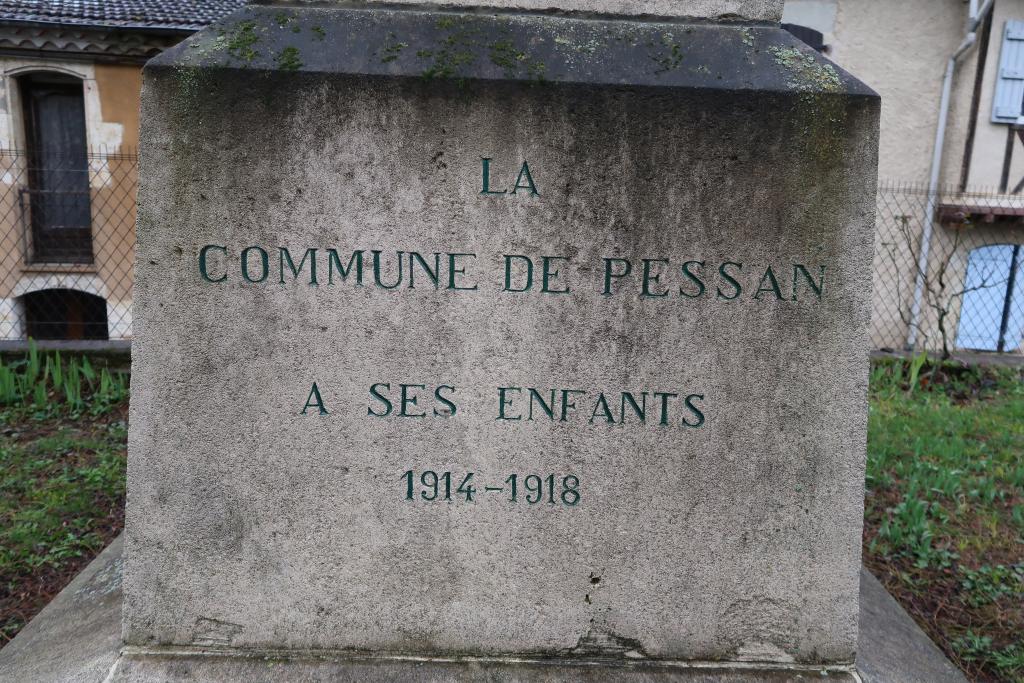 LA
COMMUNE DE PESSAN
A SES ENFANTS
1914-1918